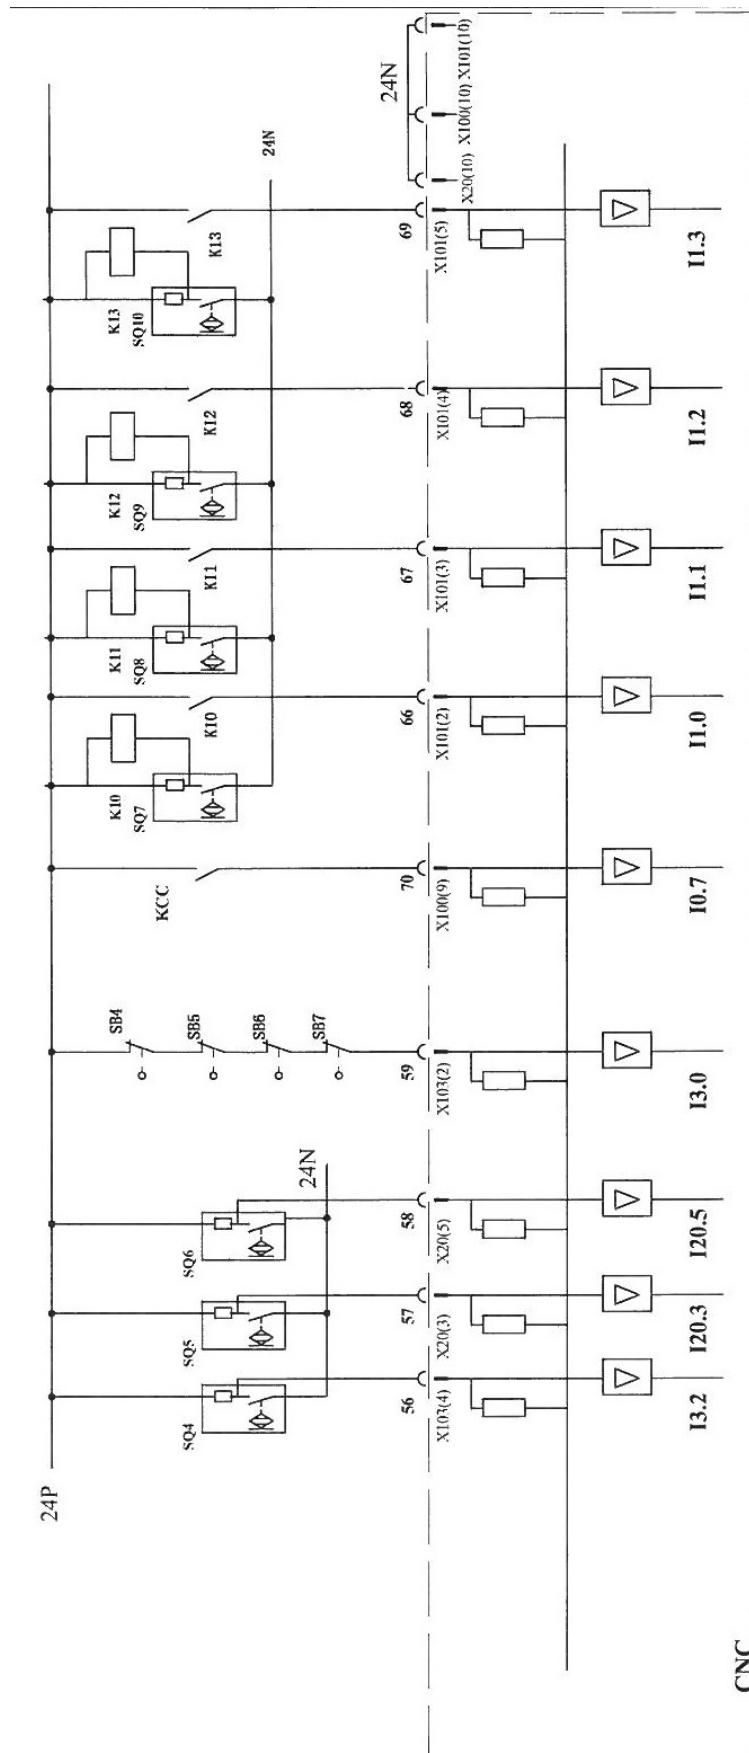 24P
SB4
K10
K11
K12
K13
SQ7
SQ8
SQ9
SQ10
KCC
SQ4
SQ5
SQ6
SB5
K10
K11
K12
K13
SB6
24N
24N
SB7
24N
56
57
58
59
70
66
67
68
69
X103(4)
X20(3)
X20(5)
X103(2)
X100(9)
X101(2)
X101(3)
X101(4)
X101(5)
X20(10)
X100(10)
X101(10)
I3.2
I20.3
I20.5
I3.0
I0.7
I1.0
I1.1
I1.2
I1.3
CNC